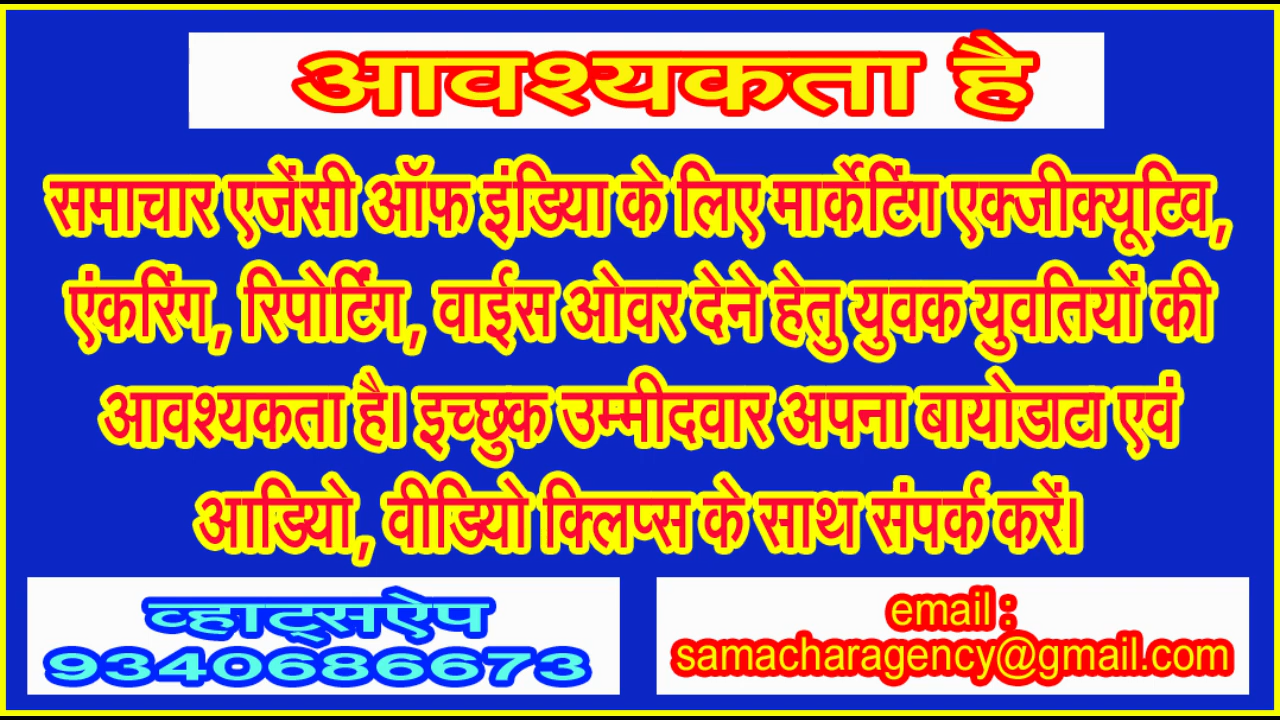 आवश्यकता है
समाचार एजेंसी ऑफ इंडिया के लिए मार्केटिंग एक्जीक्यूटिव,
एंकरिंग, रिपोर्टिंग, वाईस ओवर देने हेतु युवक युवतियों की
आवश्यकता है। इच्छुक उम्मीदवार अपना बायोडाटा एवं
आडियो, वीडियो क्लिप्स के साथ संपर्क करें।
व्हाट्सऐप
9340686673
email :
samacharagency@gmail.com